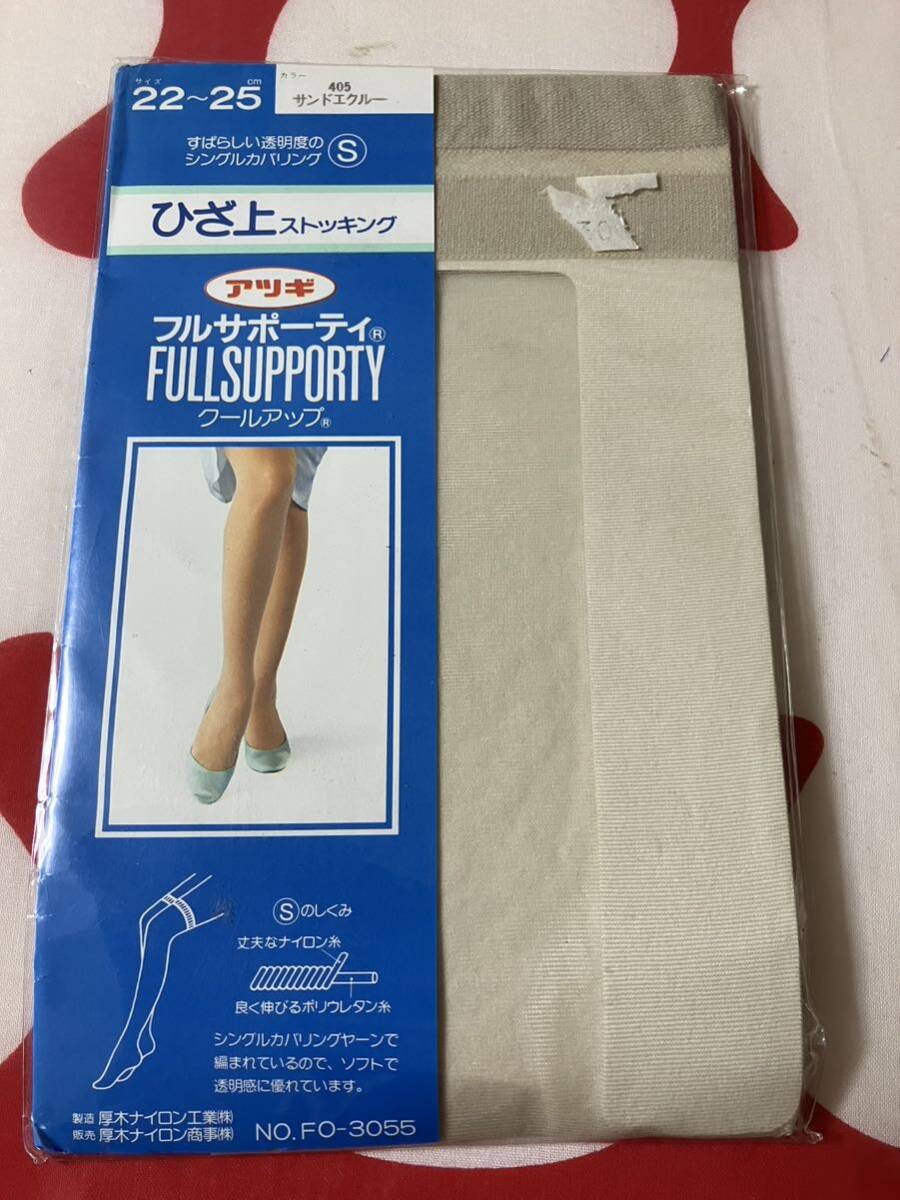 サイズ
22～25 cm
カラー
405
サンドエクルー
すばらしい透明度の
シングルカバリング Ⓢ
ひざ上ストッキング
アツギ
フルサポーティ®
FULLSUPPORTY
クールアップ®
Ⓢのしくみ
丈夫なナイロン糸
良く伸びるポリウレタン糸
シングルカバリングヤーンで
編まれているので、ソフトで
透明感に優れています。
製造 厚木ナイロン工業㈱
販売 厚木ナイロン商事㈱
NO.FO-3055